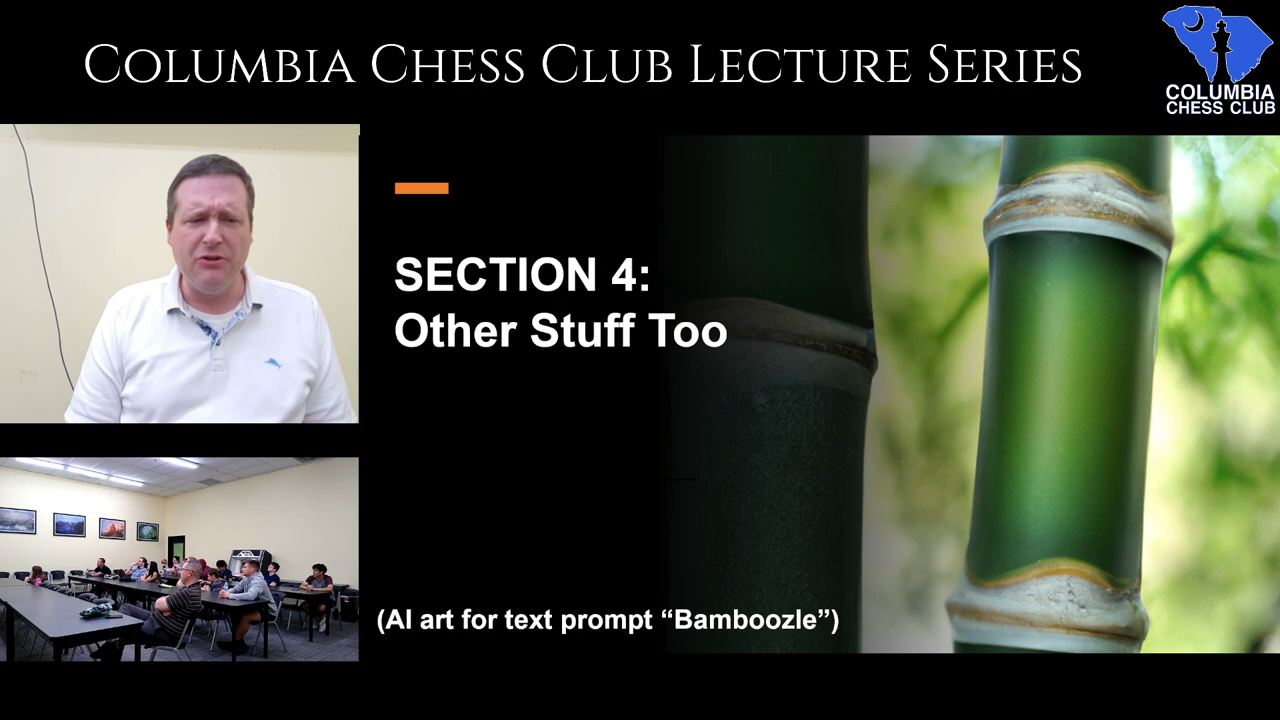 COLUMBIA CHESS CLUB LECTURE SERIES
COLUMBIA
CHESS CLUB
SECTION 4:
Other Stuff Too
(AI art for text prompt “Bamboozle”)